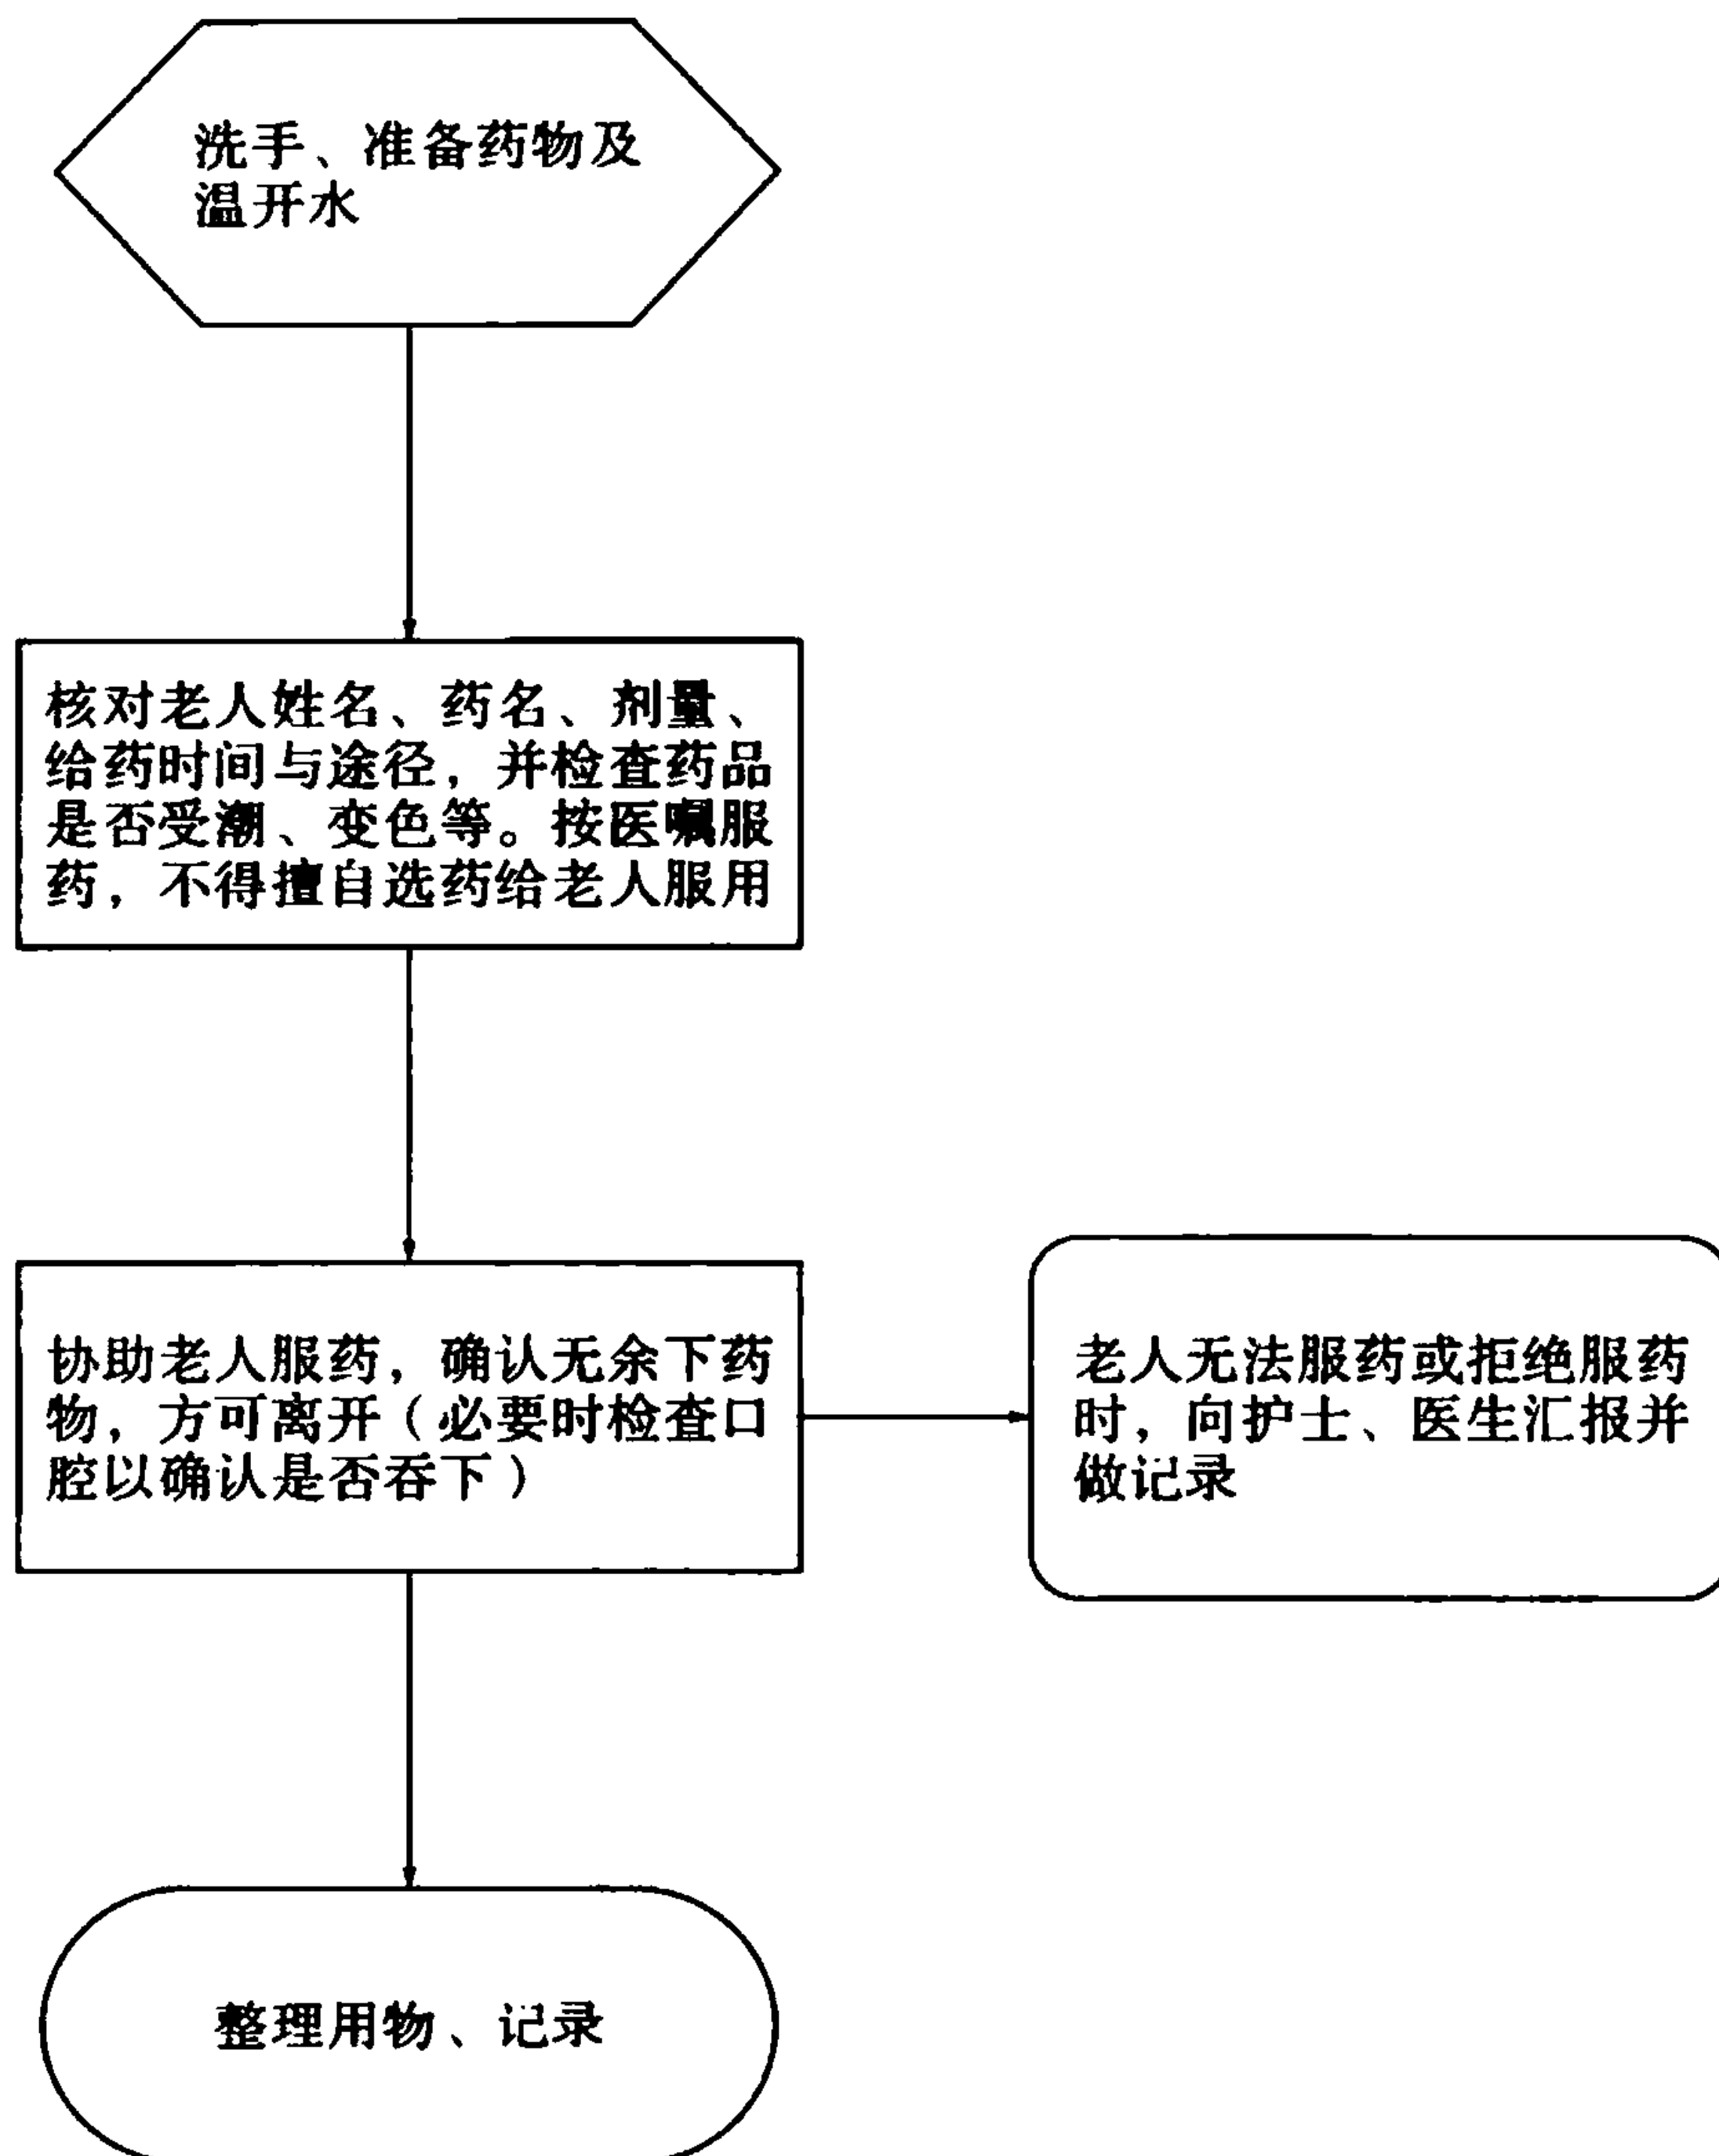 洗手、准备药物及
温开水
核对老人姓名、药名、剂量、
给药时间与途径，并检查药品
是否受潮、变色等。按医嘱服
药，不得擅自选药给老人服用
协助老人服药，确认无余下药
物，方可离开（必要时检查口
腔以确认是否吞下）
老人无法服药或拒绝服药
时，向护士、医生汇报并
做记录
整理用物、记录